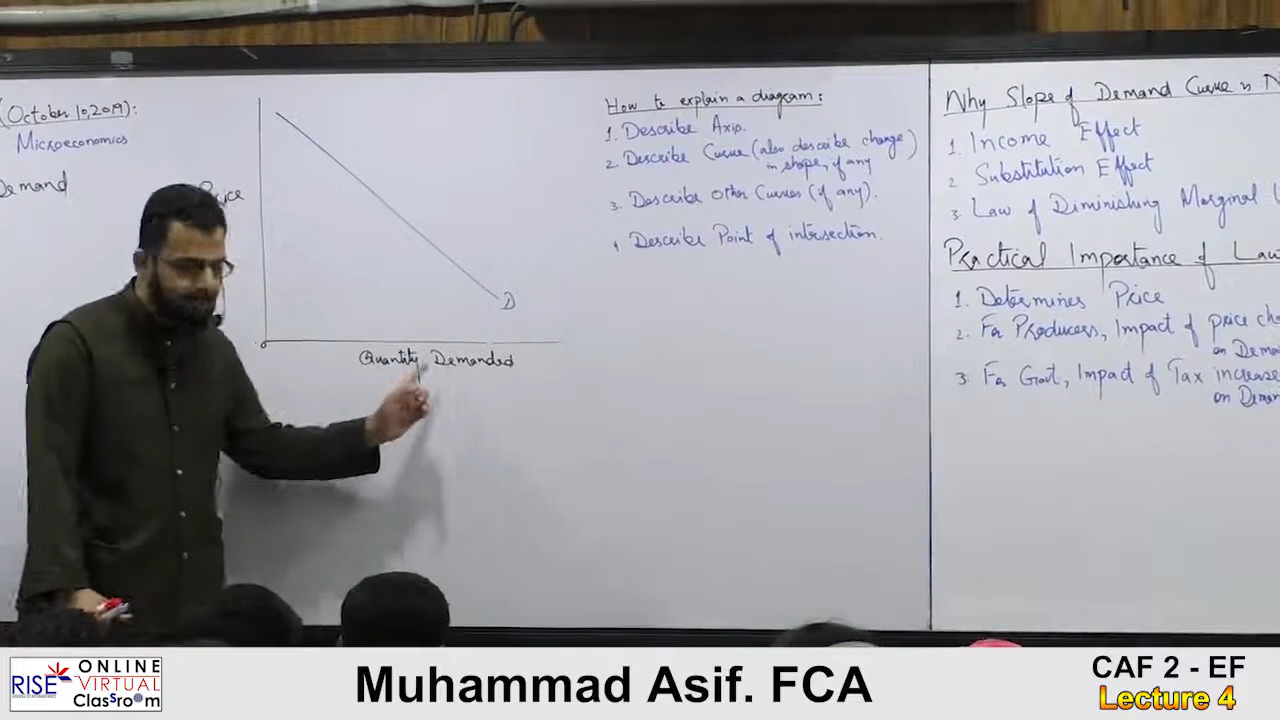 (October 10, 2019):
Microeconomics
Demand
Price
D
Quantity Demanded
How to explain a diagram:
1. Describe Axis.
2. Describe Curve (also describe change
in slope, if any)
3. Describe Other Curves (if any).
4. Describe Point of intersection.
Why Slope of Demand Curve is N
1. Income Effect
2. Substitution Effect
3. Law of Diminishing Marginal
Practical Importance of Law
1. Determines Price
2. For Producers, Impact of price
on Deman
3. For Govt, Impact of Tax increase
on Deman
RISE
ONLINE
VIRTUAL
ClassroOm
Muhammad Asif. FCA
CAF 2 - EF
Lecture 4